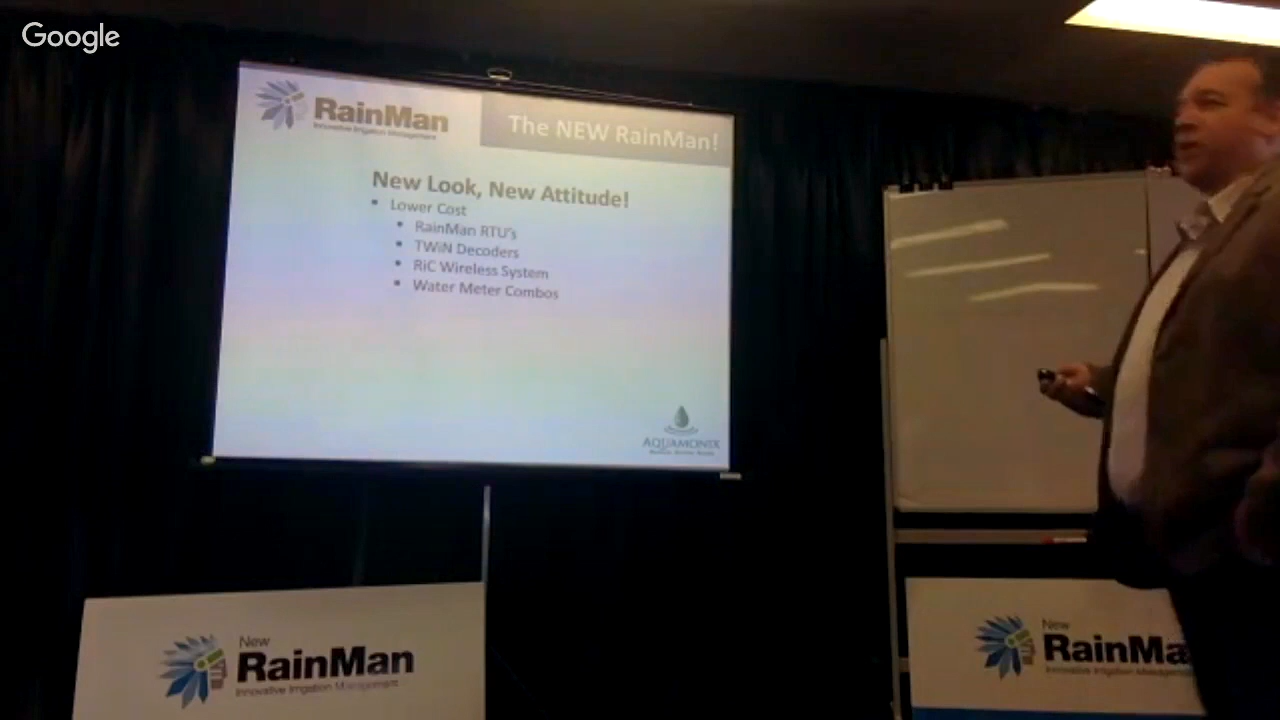 Google
RainMan
Innovative Irrigation Management
The NEW RainMan!
New Look, New Attitude!
• Lower Cost
• RainMan RTU's
• TWiN Decoders
• RiC Wireless System
• Water Meter Combos
AQUAMONIX
New
RainMan
Innovative Irrigation Management
New
RainMa
Innovative Irrigation Management